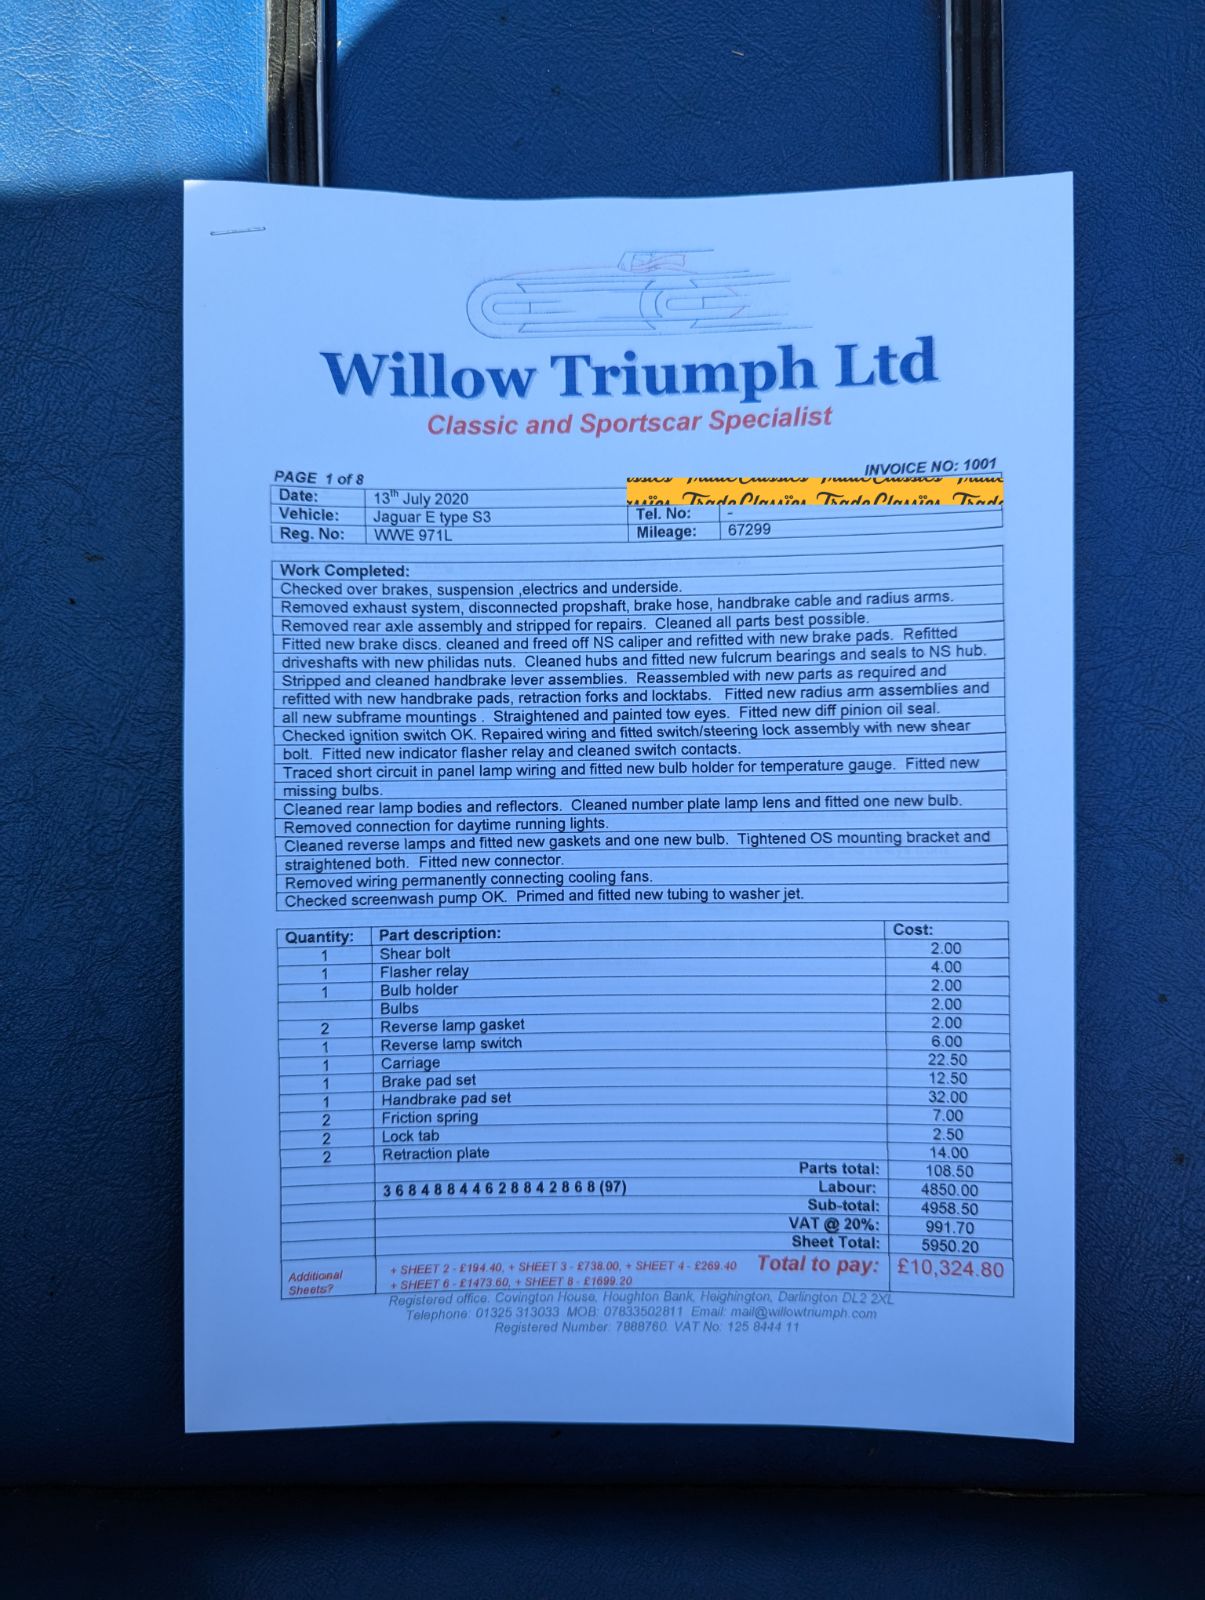 Willow Triumph Ltd
Classic and Sportscar Specialist
PAGE 1 of 8 INVOICE NO: 1001
Date: 13th July 2020
Trade Classics Trade Classics
Vehicle: Jaguar E type S3 Tel. No: -
Reg. No: WWE 971L Mileage: 67299
Work Completed:
Checked over brakes, suspension ,electrics and underside.
Removed exhaust system, disconnected propshaft, brake hose, handbrake cable and radius arms.
Removed rear axle assembly and stripped for repairs. Cleaned all parts best possible.
Fitted new brake discs. cleaned and freed off NS caliper and refitted with new brake pads. Refitted
driveshafts with new philidas nuts. Cleaned hubs and fitted new fulcrum bearings and seals to NS hub.
Stripped and cleaned handbrake lever assemblies. Reassembled with new parts as required and
refitted with new handbrake pads, retraction forks and locktabs. Fitted new radius arm assemblies and
all new subframe mountings . Straightened and painted tow eyes. Fitted new diff pinion oil seal.
Checked ignition switch OK. Repaired wiring and fitted switch/steering lock assembly with new shear
bolt. Fitted new indicator flasher relay and cleaned switch contacts.
Traced short circuit in panel lamp wiring and fitted new bulb holder for temperature gauge. Fitted new
missing bulbs.
Cleaned rear lamp bodies and reflectors. Cleaned number plate lamp lens and fitted one new bulb.
Removed connection for daytime running lights.
Cleaned reverse lamps and fitted new gaskets and one new bulb. Tightened OS mounting bracket and
straightened both. Fitted new connector.
Removed wiring permanently connecting cooling fans.
Checked screenwash pump OK. Primed and fitted new tubing to washer jet.
Quantity: Part description: Cost:
1 Shear bolt 2.00
1 Flasher relay 4.00
1 Bulb holder 2.00
Bulbs 2.00
2 Reverse lamp gasket 2.00
1 Reverse lamp switch 6.00
1 Carriage 22.50
1 Brake pad set 12.50
1 Handbrake pad set 32.00
2 Friction spring 7.00
2 Lock tab 2.50
2 Retraction plate 14.00
Parts total: 108.50
3 6 8 4 8 8 4 4 6 2 8 8 4 2 8 6 8 (97) Labour: 4850.00
Sub-total: 4958.50
VAT @ 20%: 991.70
Sheet Total: 5950.20
Additional Sheets? + SHEET 2 - £194.40, + SHEET 3 - £738.00, + SHEET 4 - £269.40 Total to pay: £10,324.80
+ SHEET 6 - £1473.60, + SHEET 8 - £1699.20
Registered office. Covington House, Houghton Bank, Heighington, Darlington DL2 2XL
Telephone: 01325 313033 MOB: 07833502811 Email: mail@willowtriumph.com
Registered Number: 7888760. VAT No: 125 8444 11